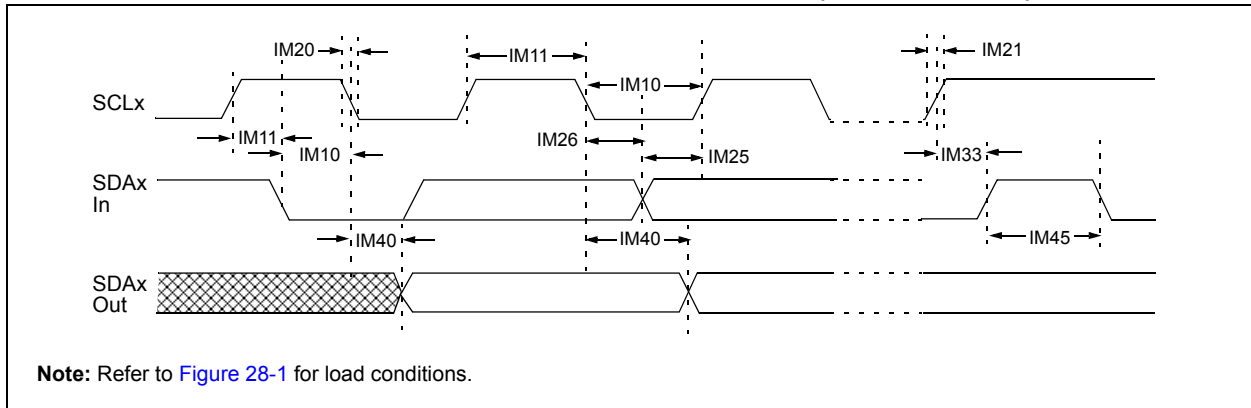 IM20
IM11
IM21
IM10
SCLx
IM11
IM26
IM10
IM25
IM33
SDAx
In
IM40
IM40
IM45
SDAx
Out
Note: Refer to Figure 28-1 for load conditions.